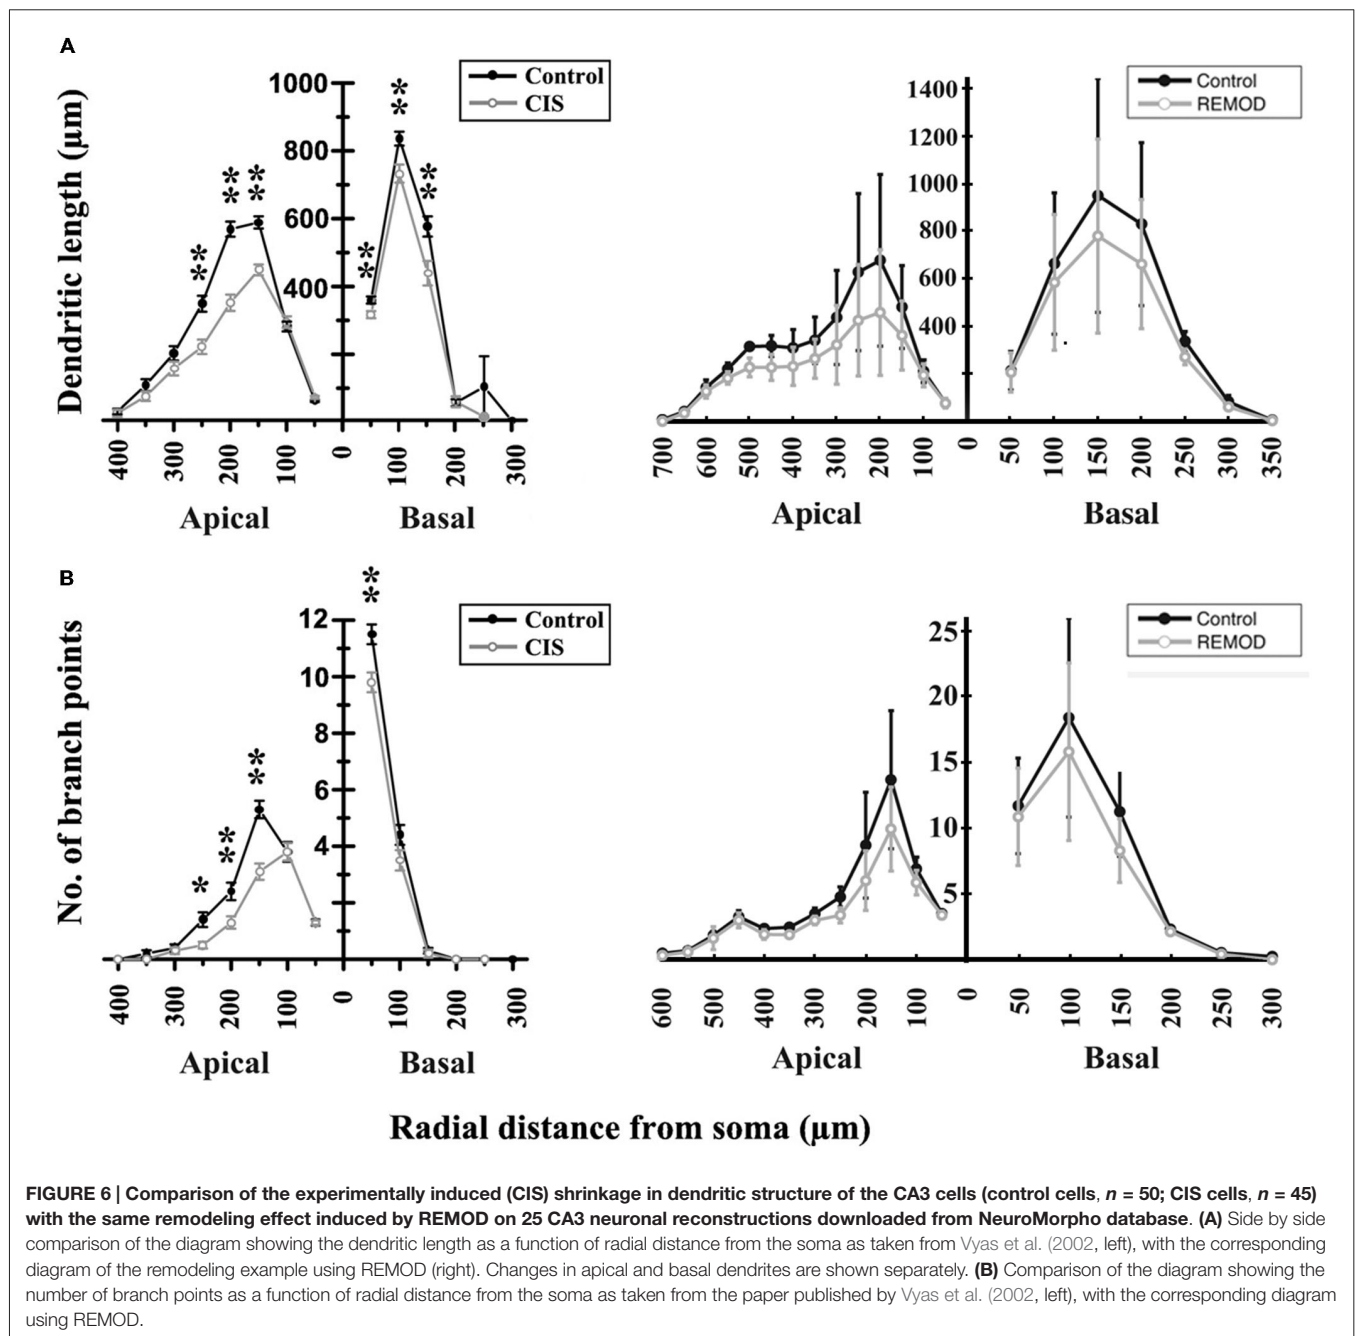 A
Dendritic length (µm)
1000
800
600
400
Control
CIS
**
**
**
**
**
**
400
300
200
100
0
100
200
300
Apical
Basal
1400
1200
1000
800
600
400
Control
REMOD
700
600
500
400
300
200
100
0
50
100
150
200
250
300
350
Apical
Basal
B
No. of branch points
12
10
8
6
4
Control
CIS
**
**
**
*
400
300
200
100
0
100
200
300
Apical
Basal
25
20
15
10
5
Control
REMOD
600
500
400
300
200
100
0
50
100
150
200
250
300
Apical
Basal
Radial distance from soma (µm)
FIGURE 6 | Comparison of the experimentally induced (CIS) shrinkage in dendritic structure of the CA3 cells (control cells, n = 50; CIS cells, n = 45)
with the same remodeling effect induced by REMOD on 25 CA3 neuronal reconstructions downloaded from NeuroMorpho database. (A) Side by side
comparison of the diagram showing the dendritic length as a function of radial distance from the soma as taken from Vyas et al. (2002, left), with the corresponding
diagram of the remodeling example using REMOD (right). Changes in apical and basal dendrites are shown separately. (B) Comparison of the diagram showing the
number of branch points as a function of radial distance from the soma as taken from the paper published by Vyas et al. (2002, left), with the corresponding diagram
using REMOD.